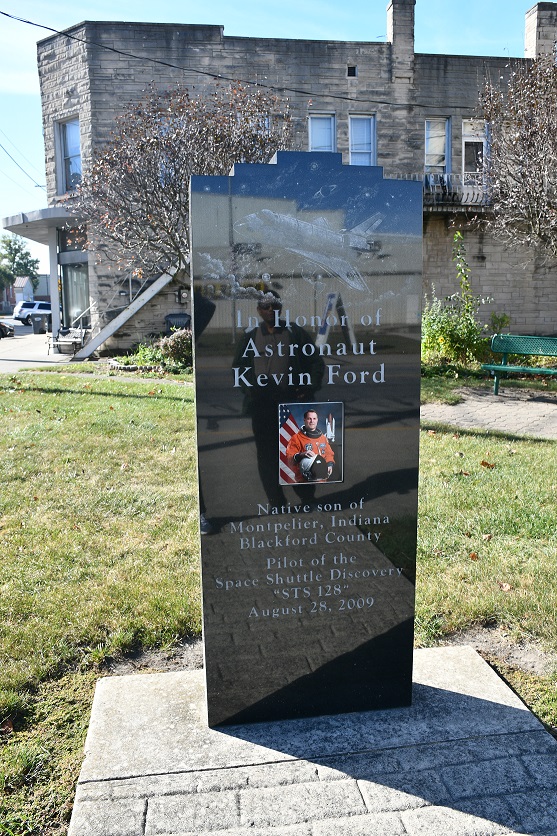 In Honor of
Astronaut
Kevin Ford
Native son of
Montpelier, Indiana
Blackford County
Pilot of the
Space Shuttle Discovery
"STS 128"
August 28, 2009